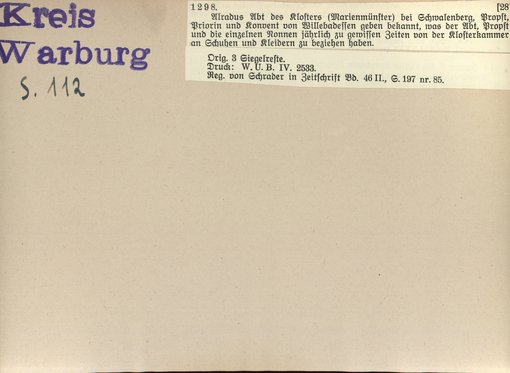 Kreis
Warburg
S. 112
1298. [28
Alradus Abt des Klosters (Marienmünster) bei Schwalenberg, Propst,
Priorin und Konvent von Willebadessen geben bekannt, was der Abt, Propst
und die einzelnen Nonnen jährlich zu gewissen Zeiten von der Klosterkammer
an Schuhen und Kleidern zu beziehen haben.
Orig. 3 Siegelreste.
Druck: W. U. B. IV. 2533.
Reg. von Schrader in Zeitschrift Bd. 46 II., S. 197 nr. 85.